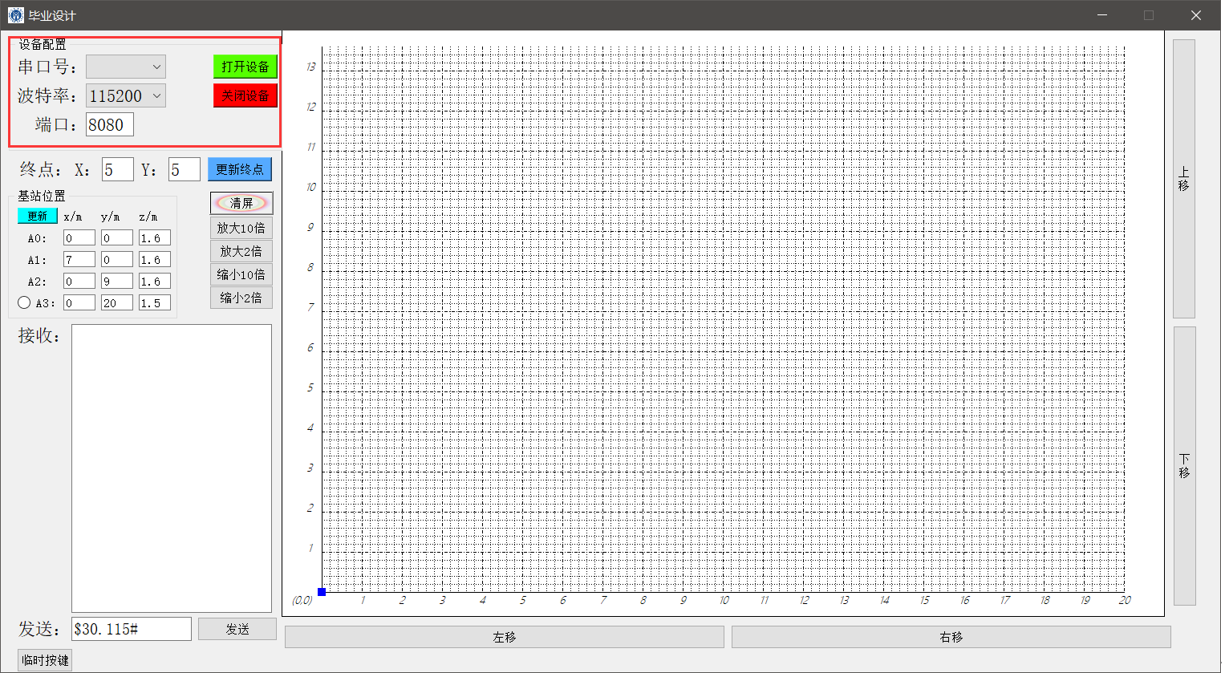 毕业设计
设备配置
串口号： 打开设备
波特率： 115200 关闭设备
端口： 8080
终点： X： 5 Y： 5 更新终点
基站位置 清屏
更新 x/m y/m z/m
放大10倍
A0: 0 0 1.6
放大2倍
A1: 7 0 1.6
缩小10倍
A2: 0 9 1.6
缩小2倍
A3: 0 20 1.5
接收：
发送： $30.115# 发送
临时按键
13
12
11
10
9
8
7
6
5
4
3
2
1
(0,0) 1 2 3 4 5 6 7 8 9 10 11 12 13 14 15 16 17 18 19 20
左移 右移
上移
下移